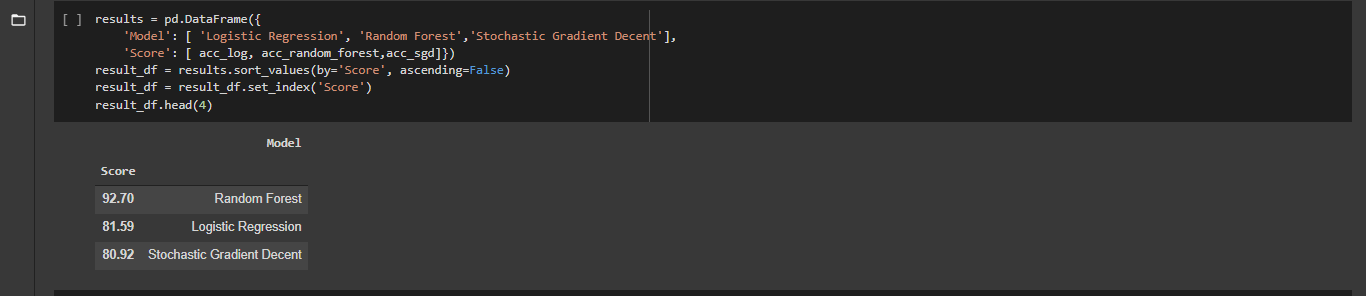 [ ] results = pd.DataFrame({
    'Model': [ 'Logistic Regression', 'Random Forest','Stochastic Gradient Decent'],
    'Score': [ acc_log, acc_random_forest,acc_sgd]})
result_df = results.sort_values(by='Score', ascending=False)
result_df = result_df.set_index('Score')
result_df.head(4)
Model
Score
92.70 Random Forest
81.59 Logistic Regression
80.92 Stochastic Gradient Decent